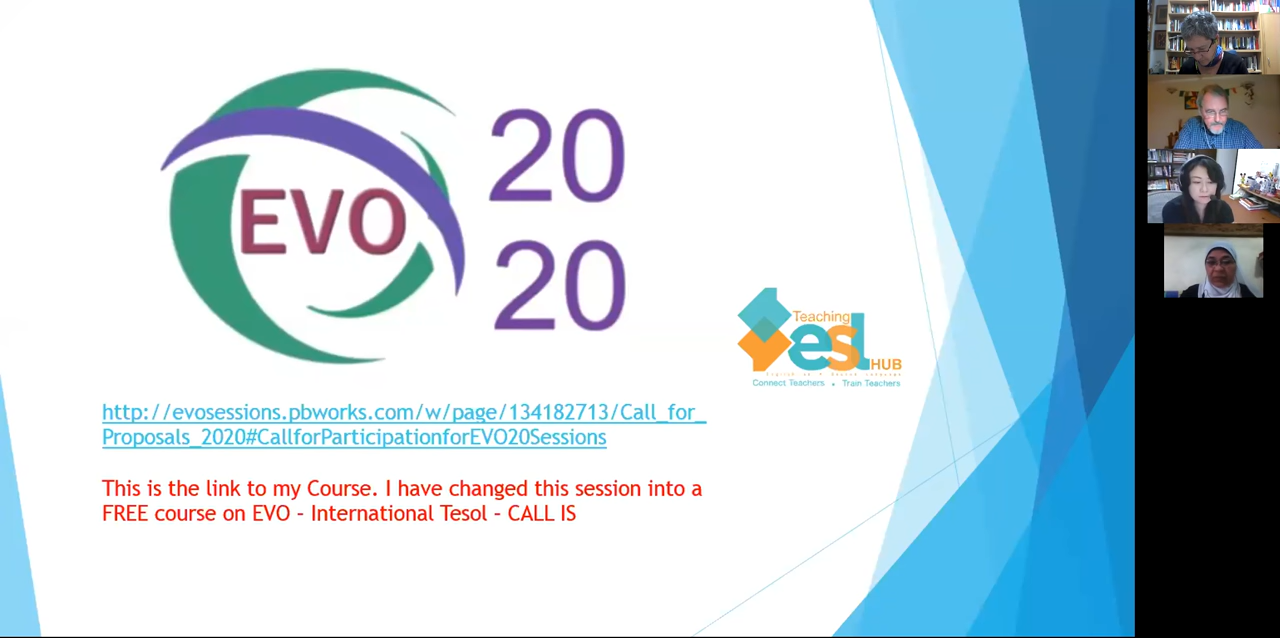 EVO
20
20
Teaching
esl
HUB
Connect Teachers • Train Teachers
http://evosessions.pbworks.com/w/page/134182713/Call_for_
Proposals_2020#CallforParticipationforEVO20Sessions
This is the link to my Course. I have changed this session into a
FREE course on EVO – International Tesol – CALL IS